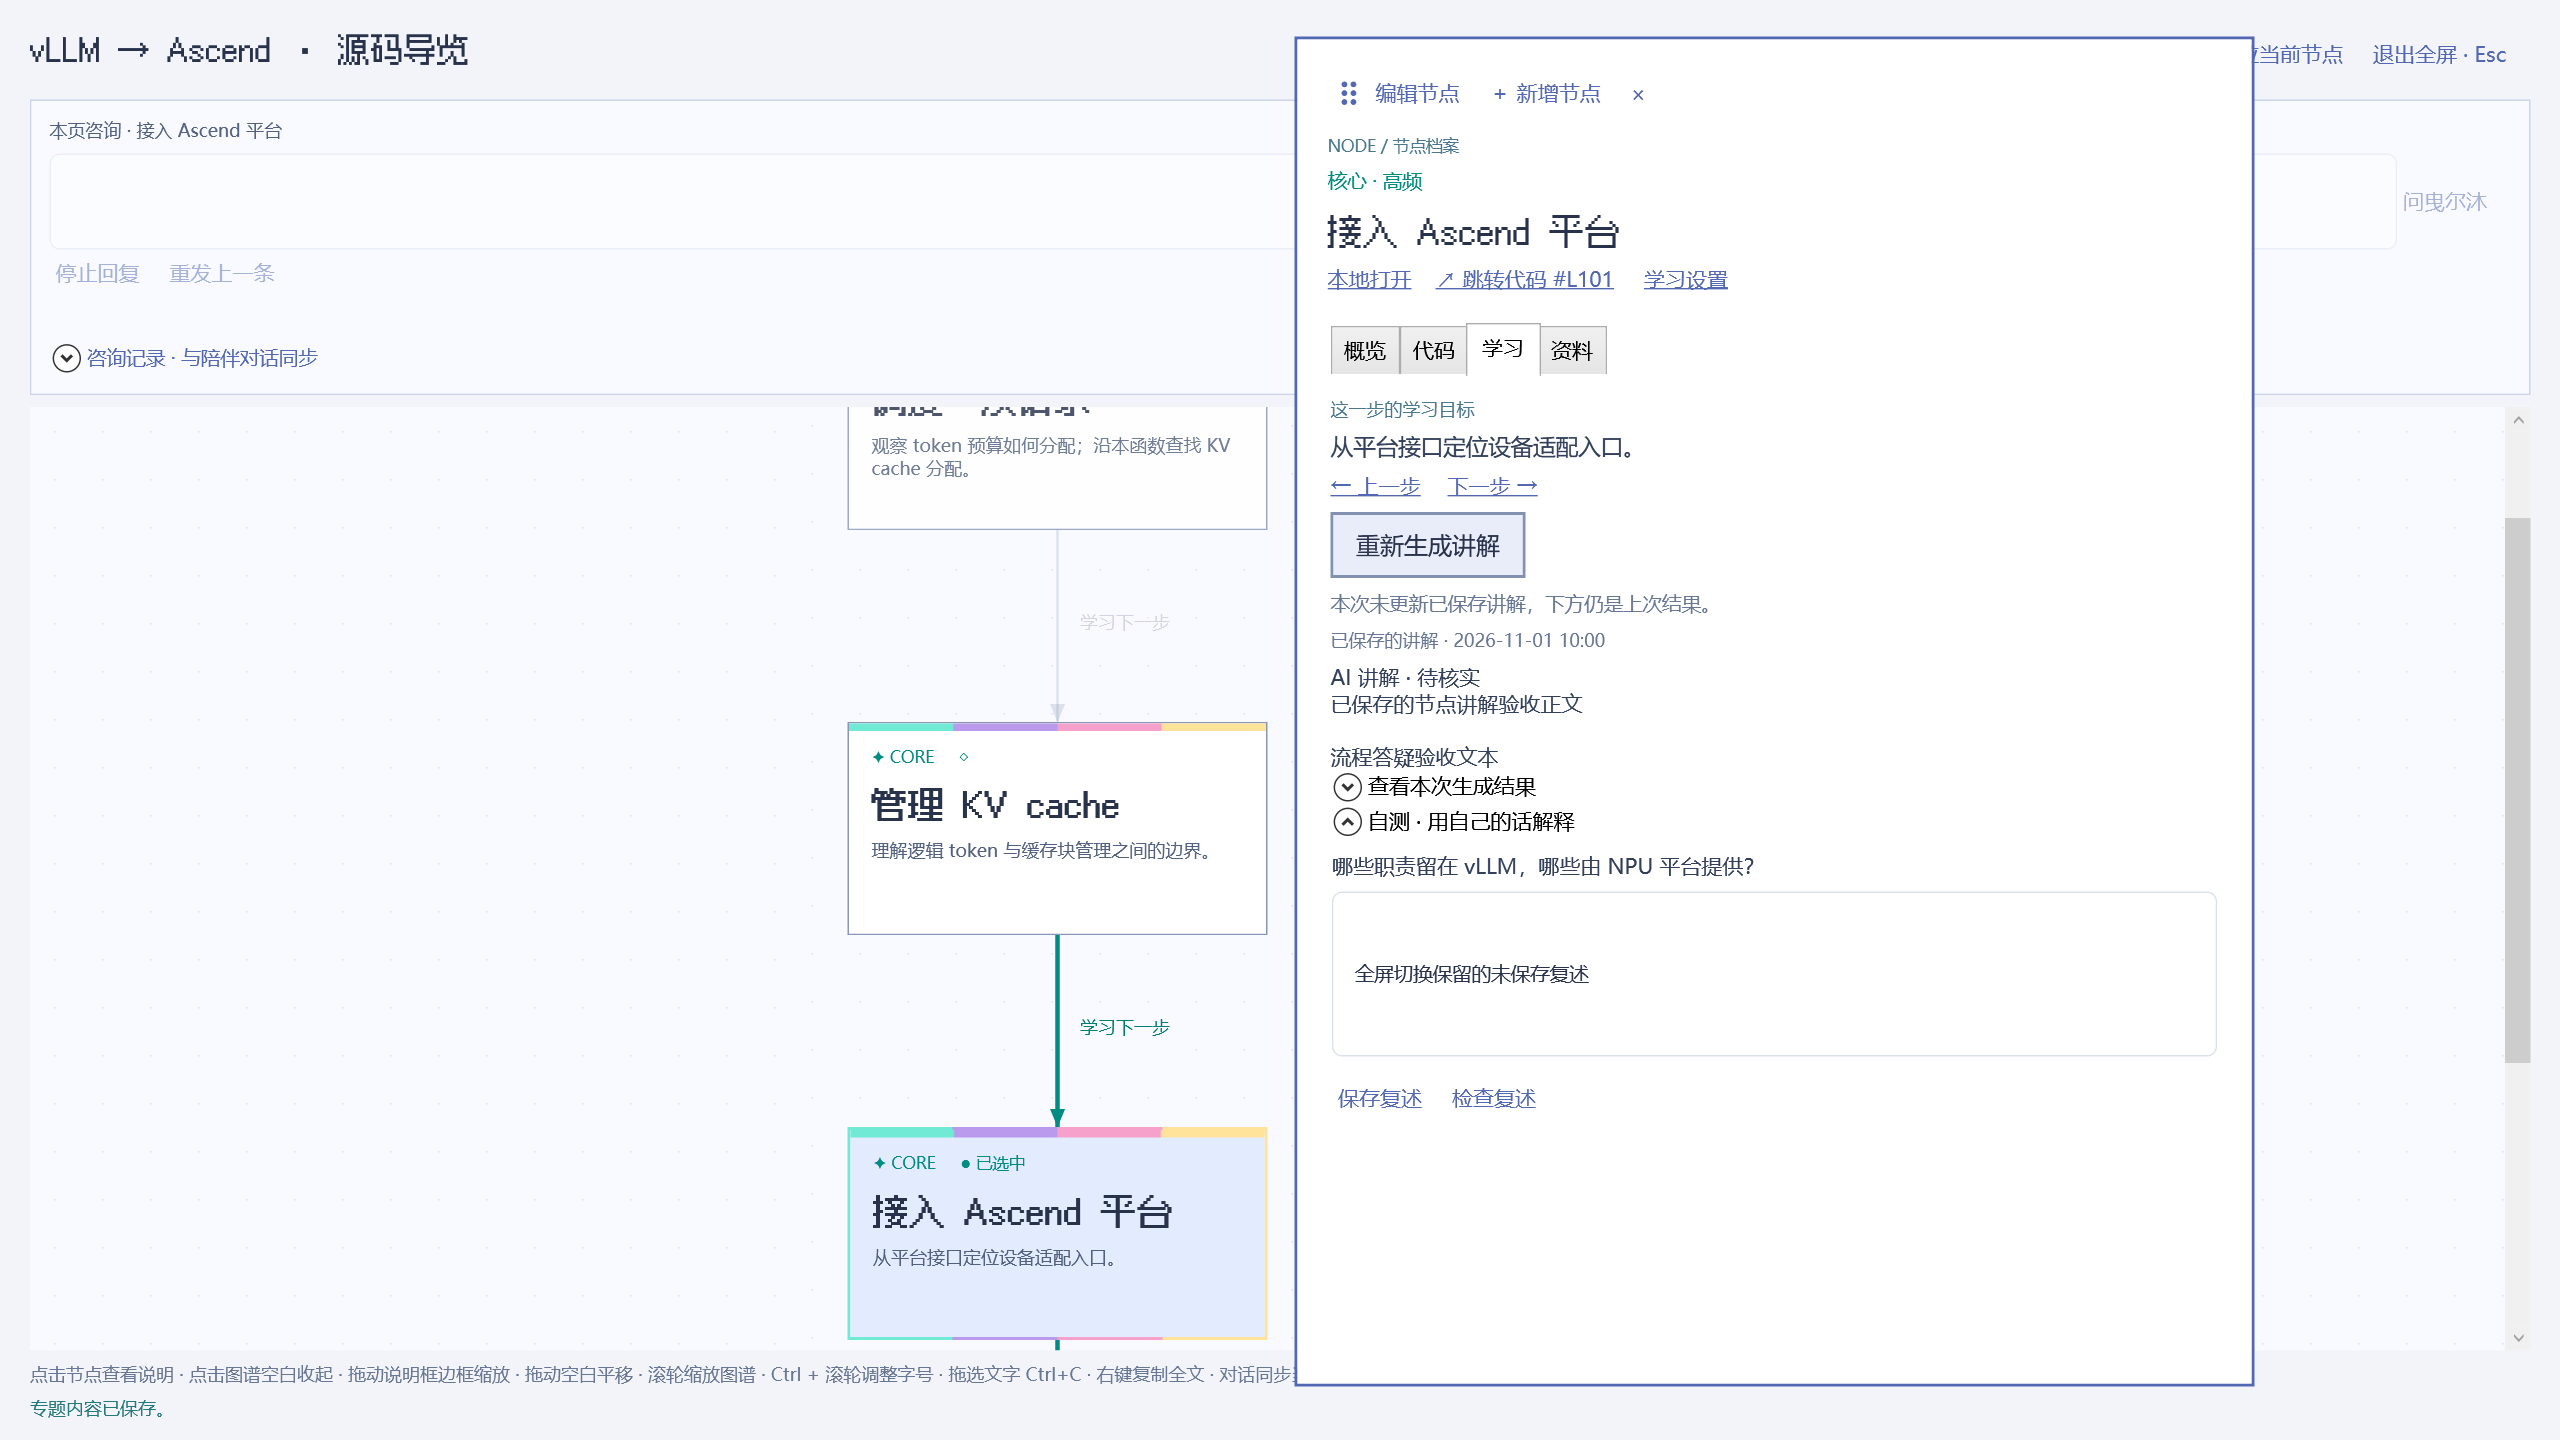 vLLM → Ascend · 源码导览
当前节点
退出全屏 · Esc
本页咨询 · 接入 Ascend 平台
问曳尔沐
停止回复
重发上一条
咨询记录 · 与陪伴对话同步
观察 token 预算如何分配；沿本函数查找 KV
cache 分配。
学习下一步
✦ CORE ◇
管理 KV cache
理解逻辑 token 与缓存块管理之间的边界。
学习下一步
✦ CORE ● 已选中
接入 Ascend 平台
从平台接口定位设备适配入口。
点击节点查看说明 · 点击图谱空白收起 · 拖动说明框边框缩放 · 拖动空白平移 · 滚轮缩放图谱 · Ctrl + 滚轮调整字号 · 拖选文字 Ctrl+C · 右键复制全文 · 对话同步
专题内容已保存。
编辑节点
+ 新增节点
×
NODE / 节点档案
核心 · 高频
接入 Ascend 平台
本地打开
↗ 跳转代码 #L101
学习设置
概览
代码
学习
资料
这一步的学习目标
从平台接口定位设备适配入口。
← 上一步
下一步 →
重新生成讲解
本次未更新已保存讲解，下方仍是上次结果。
已保存的讲解 · 2026-11-01 10:00
AI 讲解 · 待核实
已保存的节点讲解验收正文
流程答疑验收文本
查看本次生成结果
自测 · 用自己的话解释
哪些职责留在 vLLM，哪些由 NPU 平台提供？
全屏切换保留的未保存复述
保存复述
检查复述